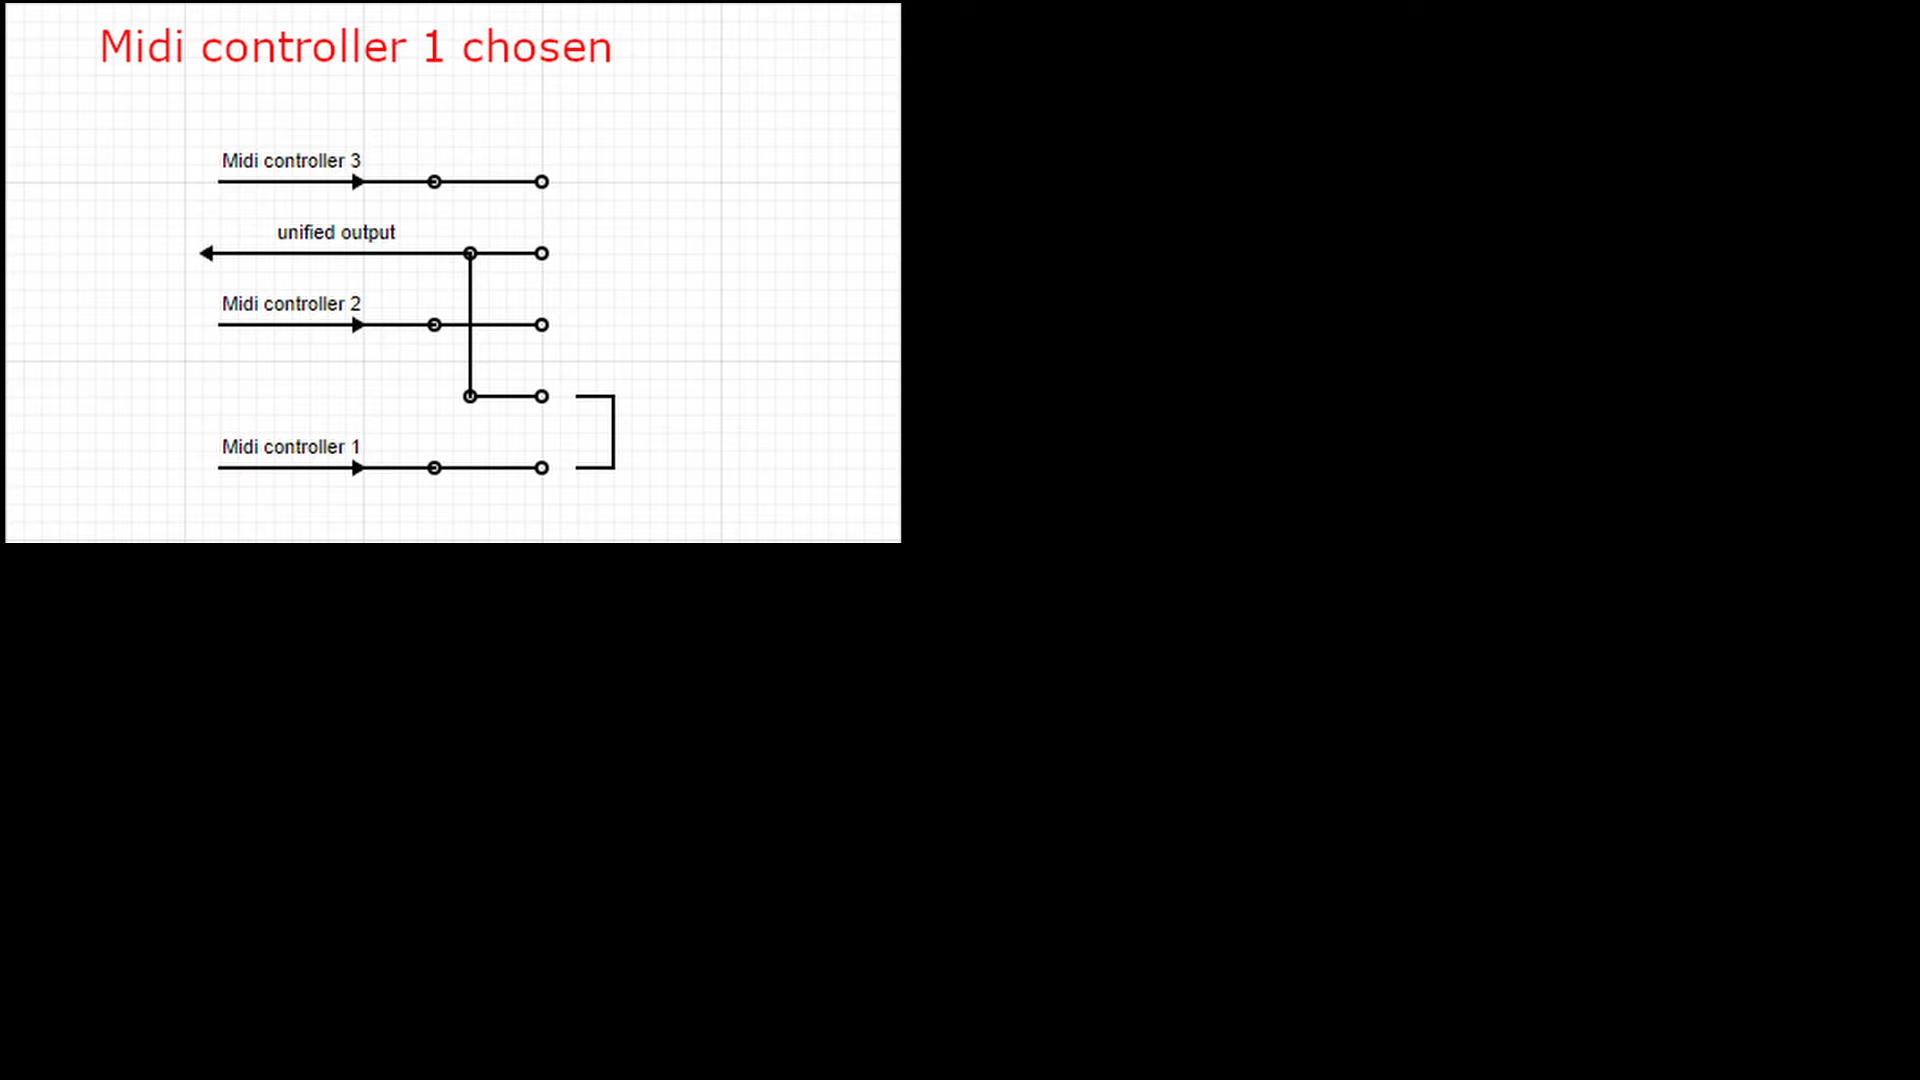 Midi controller 1 chosen
Midi controller 3
unified output
Midi controller 2
Midi controller 1